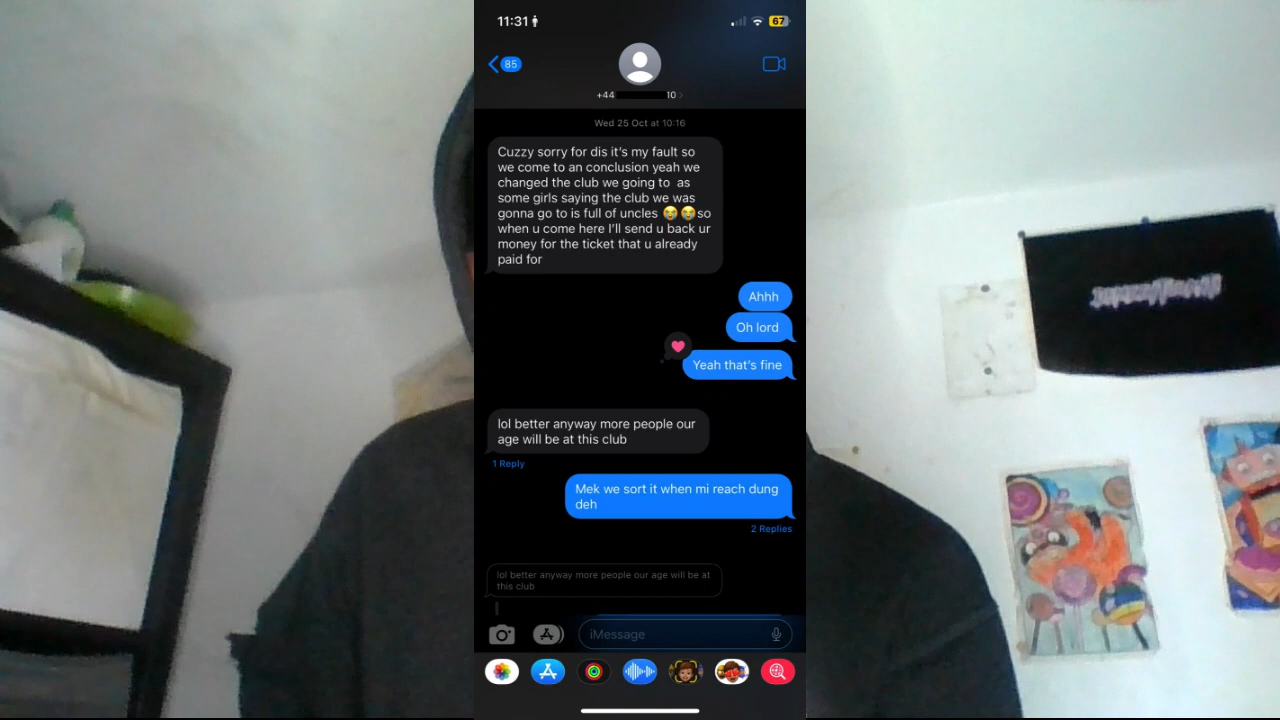 11:31
67
85
+44 10
Wed 25 Oct at 10:16
Cuzzy sorry for dis it's my fault so
we come to an conclusion yeah we
changed the club we going to as
some girls saying the club we was
gonna go to is full of uncles 😭😭so
when u come here I'll send u back ur
money for the ticket that u already
paid for
Ahhh
Oh lord
Yeah that's fine
lol better anyway more people our
age will be at this club
1 Reply
Mek we sort it when mi reach dung
deh
2 Replies
lol better anyway more people our age will be at
this club
iMessage